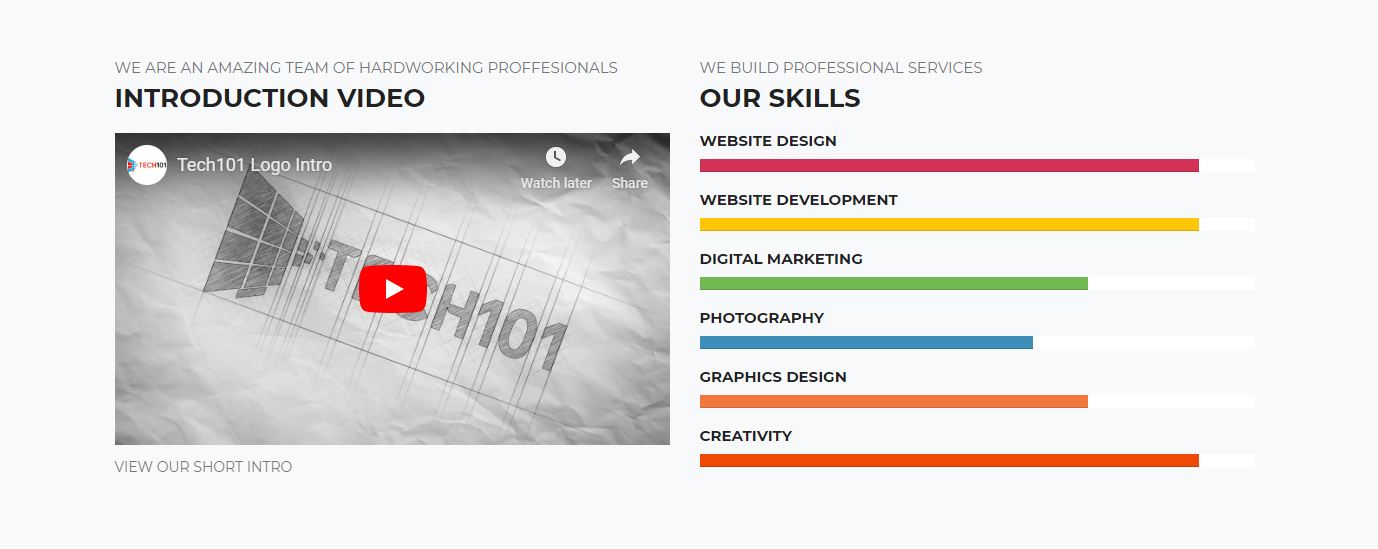 WE ARE AN AMAZING TEAM OF HARDWORKING PROFFESIONALS
INTRODUCTION VIDEO
TECH101
Tech101 Logo Intro
Watch later
Share
TECH101
VIEW OUR SHORT INTRO
WE BUILD PROFESSIONAL SERVICES
OUR SKILLS
WEBSITE DESIGN
WEBSITE DEVELOPMENT
DIGITAL MARKETING
PHOTOGRAPHY
GRAPHICS DESIGN
CREATIVITY